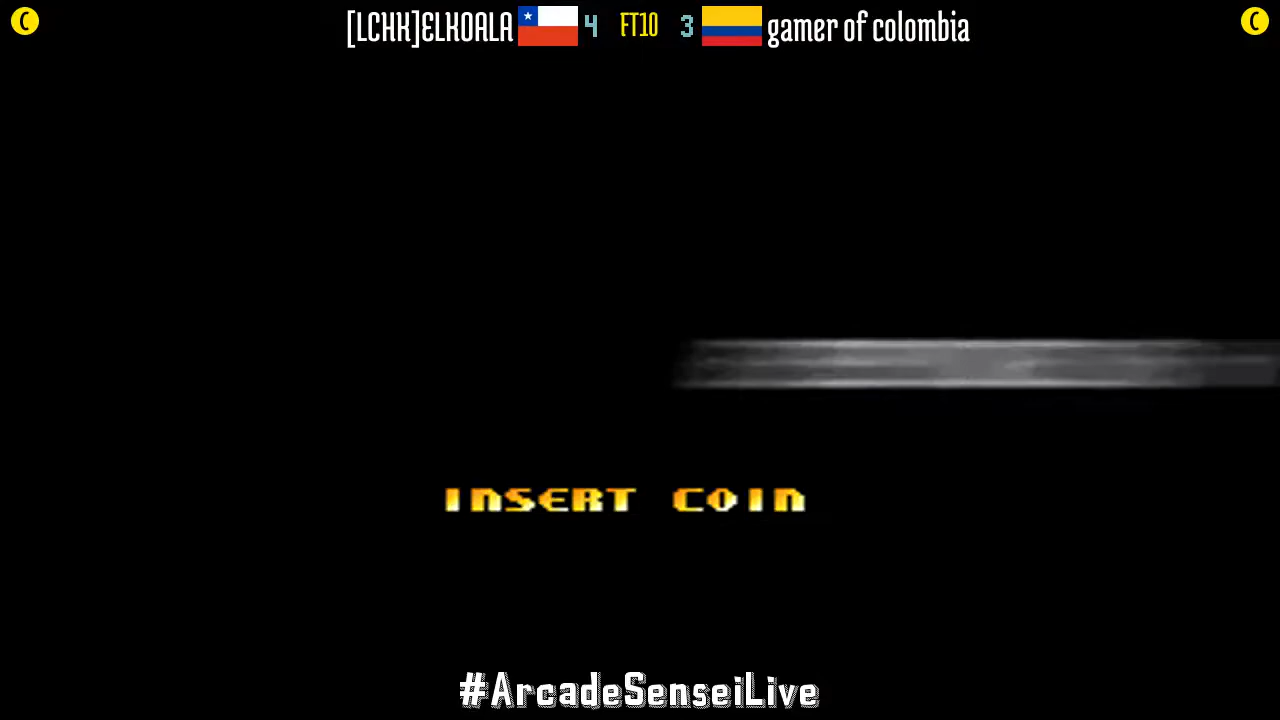 C [LCHK]ELKOALA 4 FT10 3 gamer of colombia C
INSERT COIN
#ArcadeSenseiLive